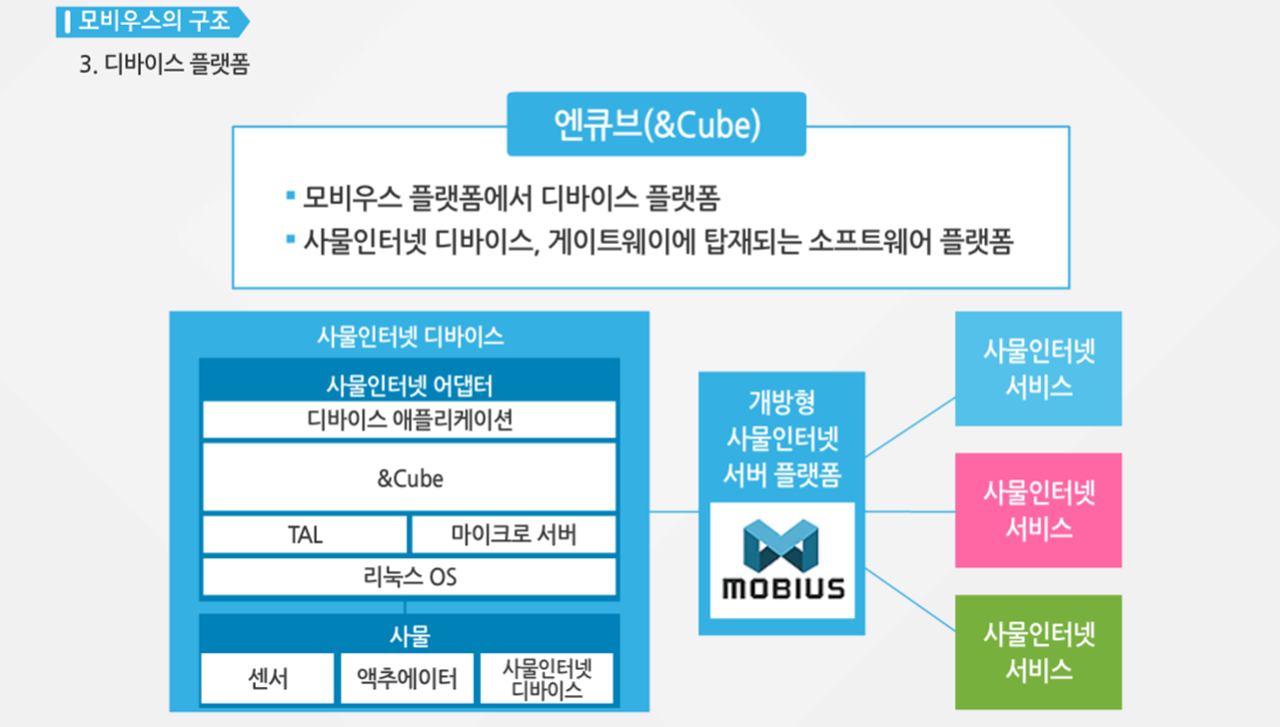 모비우스의 구조
3. 디바이스 플랫폼
엔큐브(&Cube)
▪ 모비우스 플랫폼에서 디바이스 플랫폼
▪ 사물인터넷 디바이스, 게이트웨이에 탑재되는 소프트웨어 플랫폼
사물인터넷 디바이스
사물인터넷 어댑터
디바이스 애플리케이션
&Cube
TAL
마이크로 서버
리눅스 OS
사물
센서
액추에이터
사물인터넷
디바이스
개방형
사물인터넷
서버 플랫폼
MOBIUS
사물인터넷
서비스
사물인터넷
서비스
사물인터넷
서비스